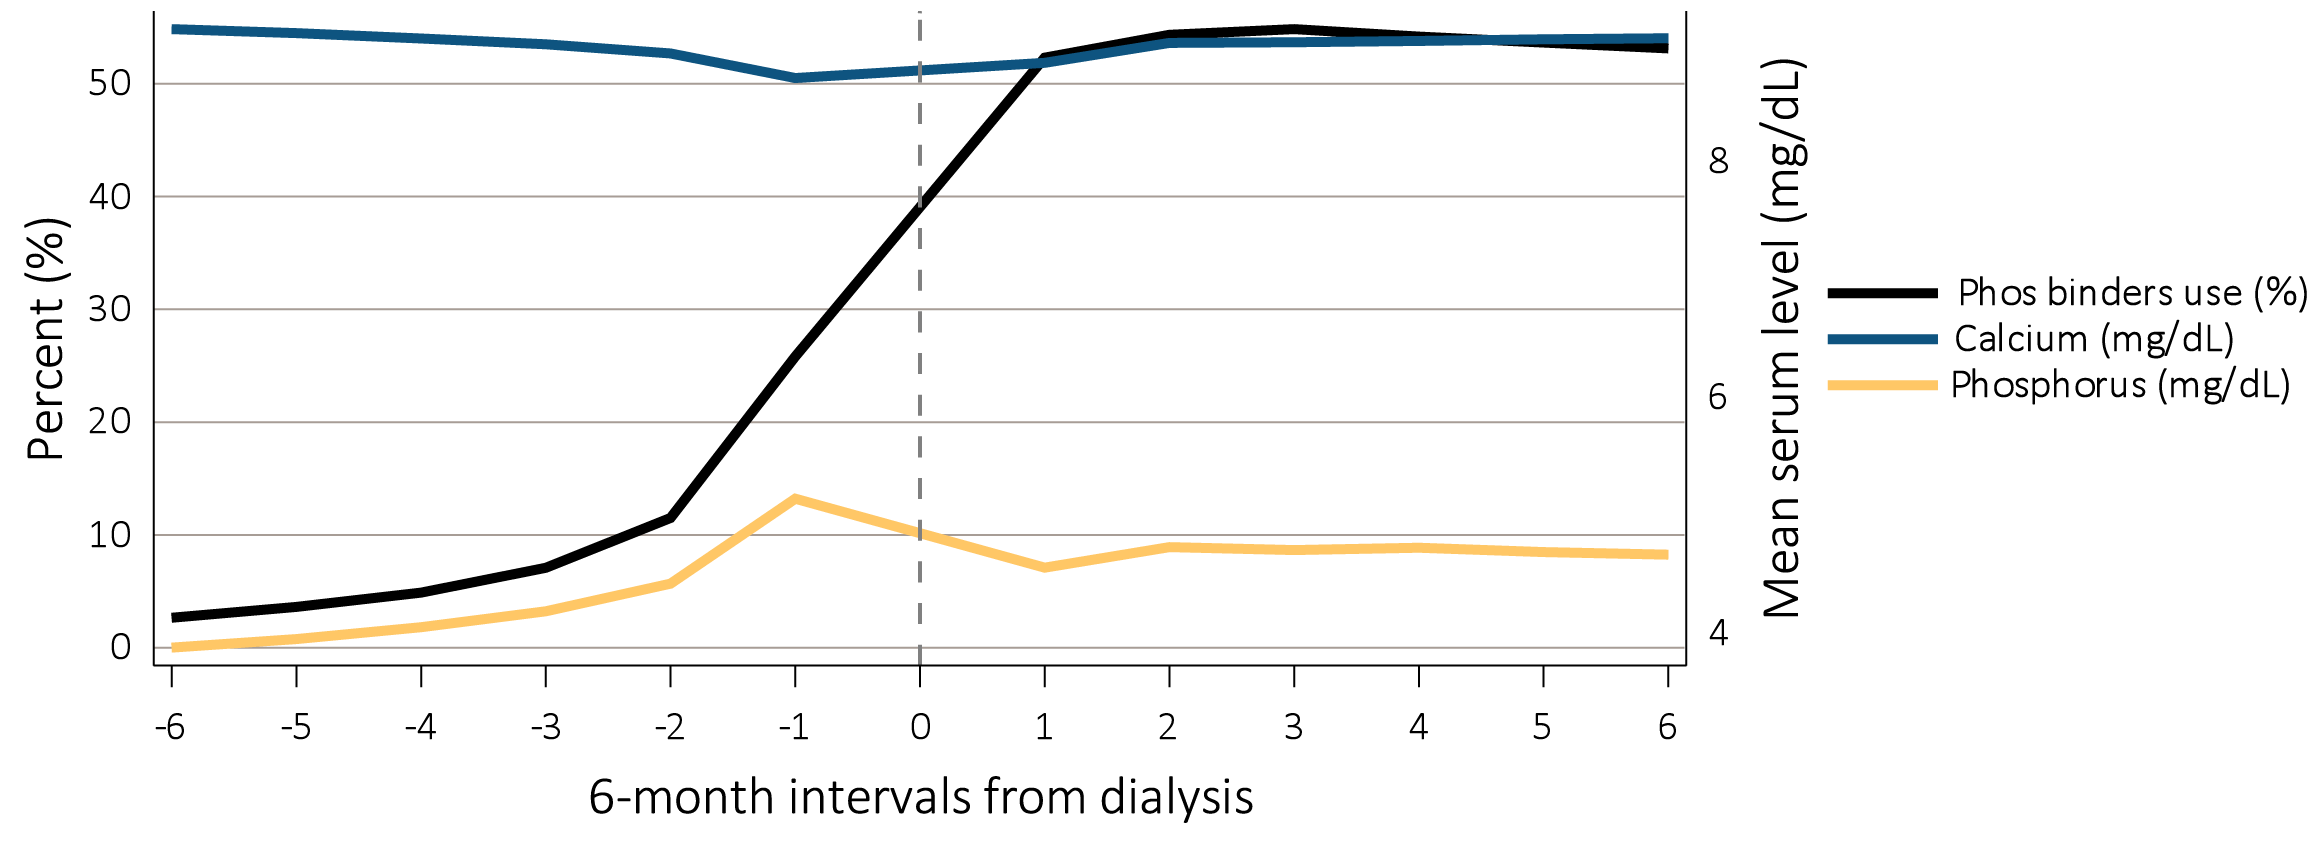 Percent (%)
50
40
30
20
10
0
8
6
4
Mean serum level (mg/dL)
Phos binders use (%)
Calcium (mg/dL)
Phosphorus (mg/dL)
-6 -5 -4 -3 -2 -1 0 1 2 3 4 5 6
6-month intervals from dialysis